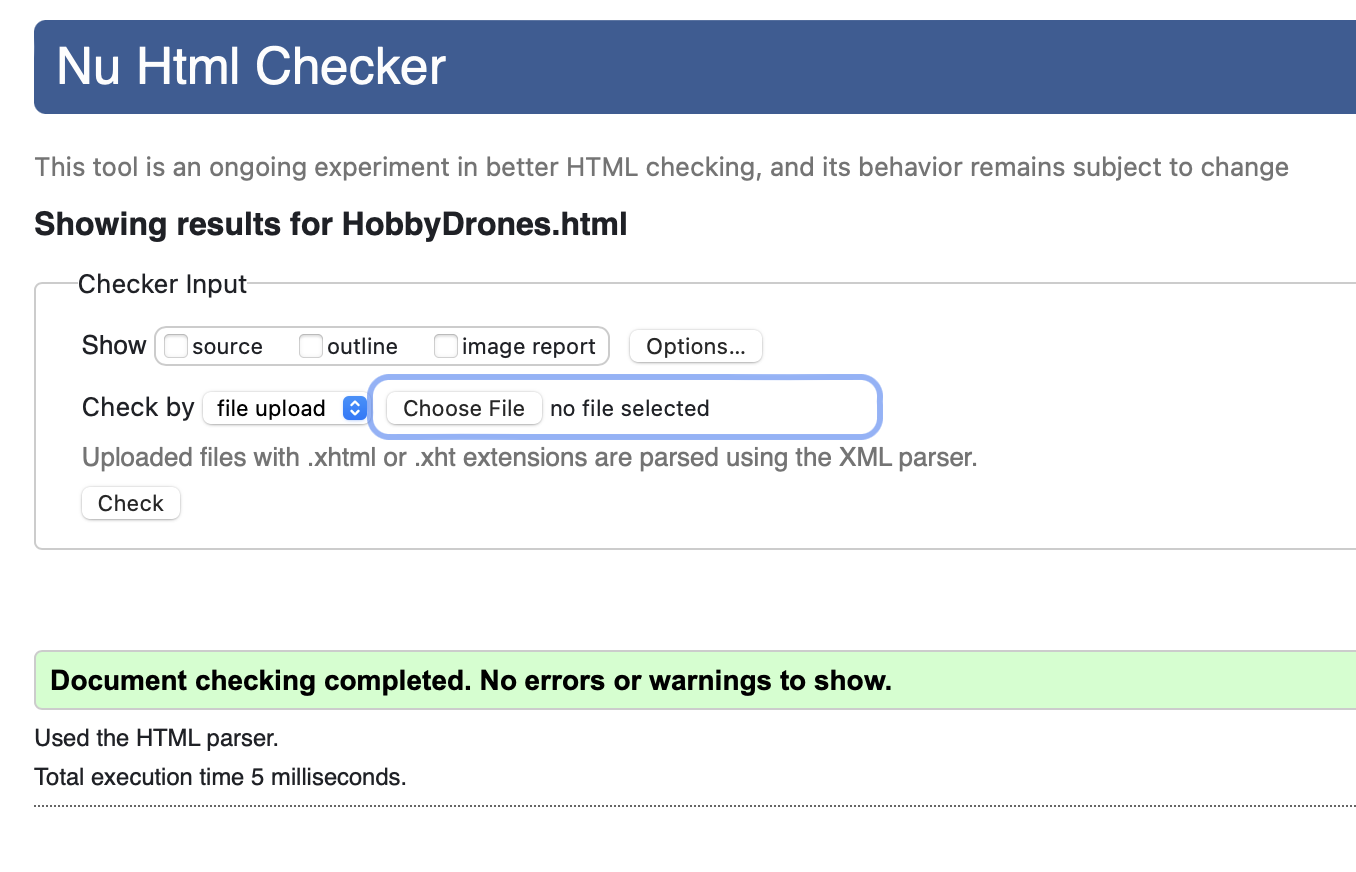 Nu Html Checker
This tool is an ongoing experiment in better HTML checking, and its behavior remains subject to change
Showing results for HobbyDrones.html
Checker Input
Show source outline image report Options...
Check by file upload Choose File no file selected
Uploaded files with .xhtml or .xht extensions are parsed using the XML parser.
Check
Document checking completed. No errors or warnings to show.
Used the HTML parser.
Total execution time 5 milliseconds.